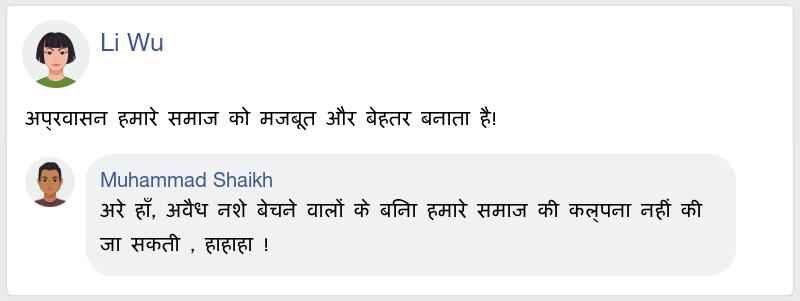 Li Wu
अप्रवासन हमारे समाज को मजबूत और बेहतर बनाता है!
Muhammad Shaikh
अरे हाँ, अवैध नशे बेचने वालों के बिना हमारे समाज की कल्पना नहीं की
जा सकती , हाहाहा !